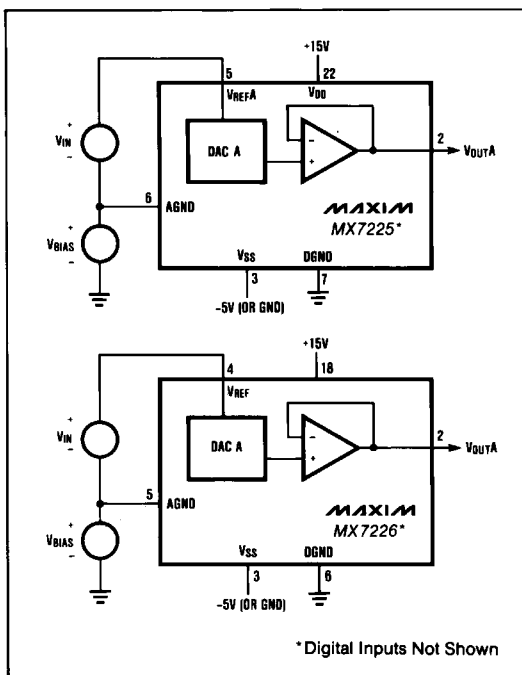 +15V
5 22
VREFA VDD
+
VIN
-
DAC A
-
+
2
VOUTA
6
AGND
MAXIM
MX7225*
+
VBIAS
-
VSS DGND
3 7
-5V (OR GND)
+15V
4 18
VREF
+
VIN
-
DAC A
-
+
2
VOUTA
5
AGND
MAXIM
MX7226*
+
VBIAS
-
VSS DGND
3 6
-5V (OR GND)
*Digital Inputs Not Shown